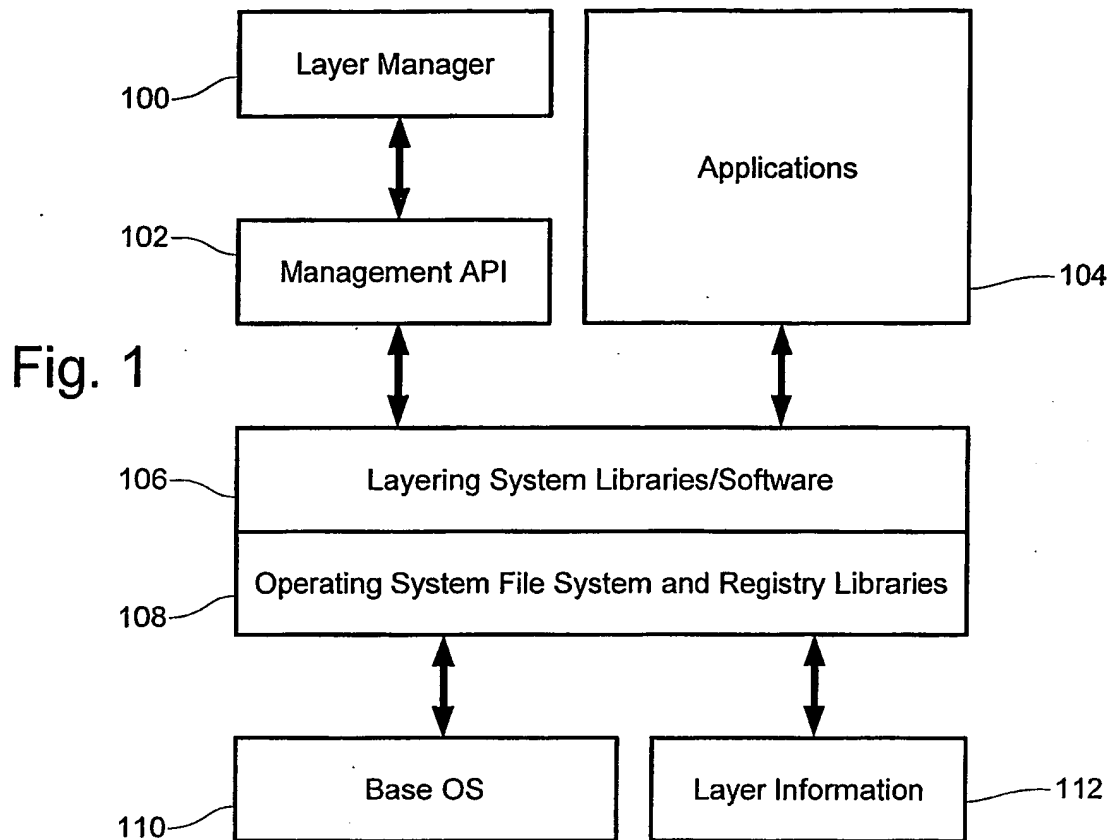 Layer Manager
100
Applications
102
Management API
104
Fig. 1
106
Layering System Libraries/Software
Operating System File System and Registry Libraries
108
Base OS
Layer Information
112
110